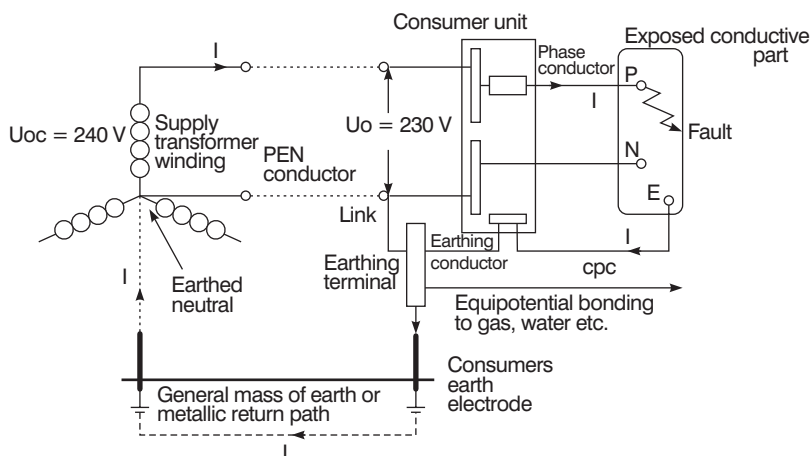 Consumer unit
Exposed conductive
part
I
Phase
conductor
P
I
Fault
Uoc = 240 V
Supply
transformer
winding
Uo = 230 V
PEN
conductor
N
E
Link
Earthing
conductor
I
cpc
Earthing
terminal
I
Earthed
neutral
Equipotential bonding
to gas, water etc.
Consumers
earth
electrode
General mass of earth or
metallic return path
I